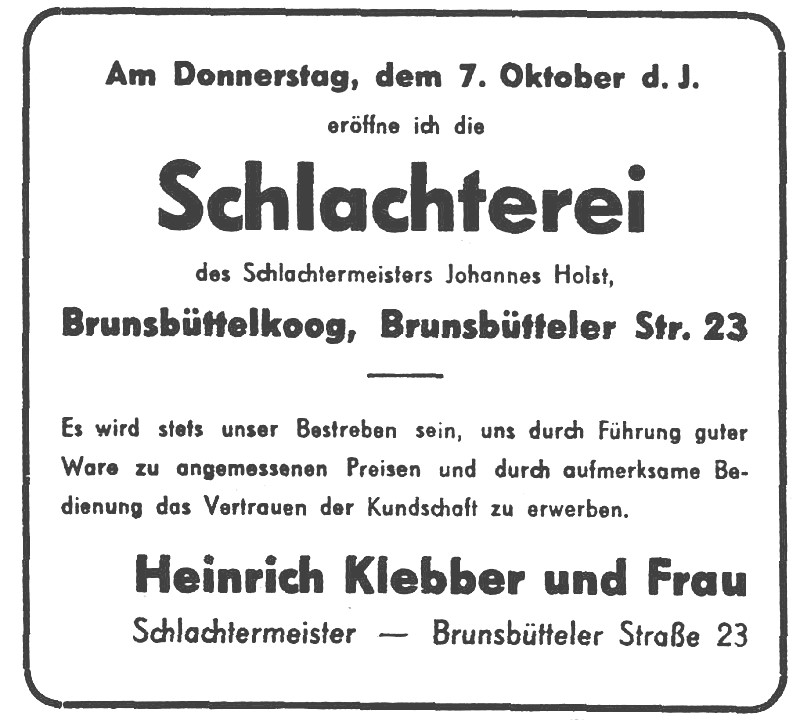 Am Donnerstag, dem 7. Oktober d. J.
eröffne ich die
Schlachterei
des Schlachtermeisters Johannes Holst,
Brunsbüttelkoog, Brunsbütteler Str. 23
Es wird stets unser Bestreben sein, uns durch Führung guter
Ware zu angemessenen Preisen und durch aufmerksame Be-
dienung das Vertrauen der Kundschaft zu erwerben.
Heinrich Klebber und Frau
Schlachtermeister — Brunsbütteler Straße 23